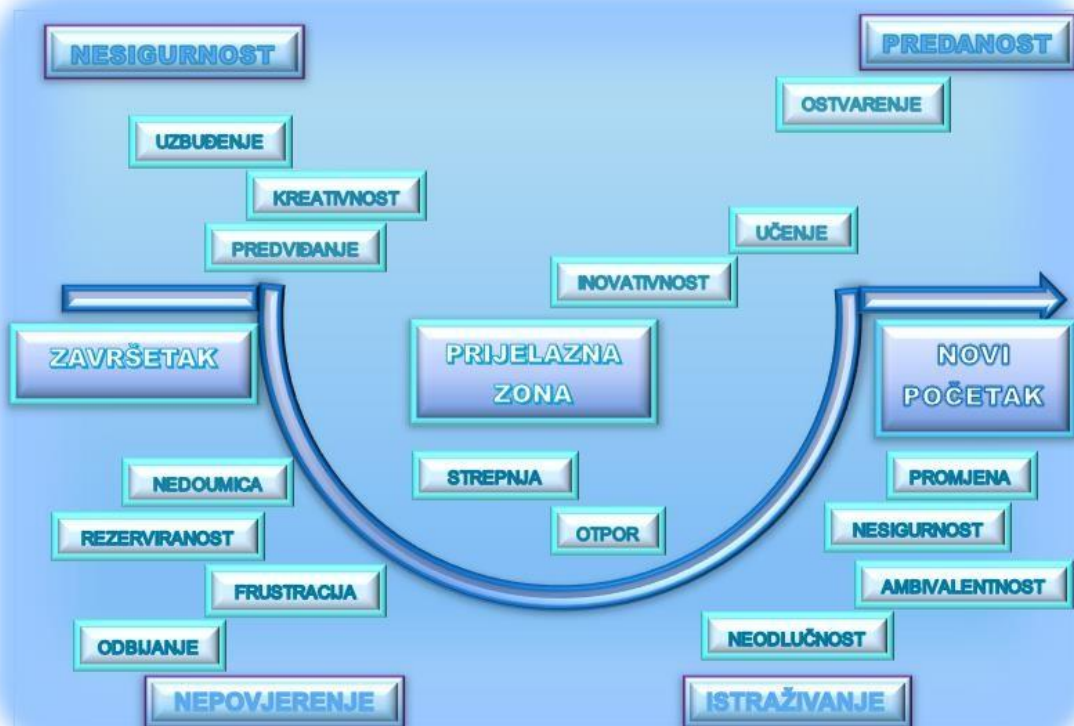 NESIGURNOST
PREDANOST
OSTVARENJE
UZBUĐENJE
KREATIVNOST
PREDVIĐANJE
UČENJE
INOVATIVNOST
ZAVRŠETAK
PRIJELAZNA
ZONA
NOVI
POČETAK
NEDOUMICA
STREPNJA
PROMJENA
REZERVIRANOST
OTPOR
NESIGURNOST
FRUSTRACIJA
AMBIVALENTNOST
ODBIJANJE
NEODLUČNOST
NEPOVJERENJE
ISTRAŽIVANJE